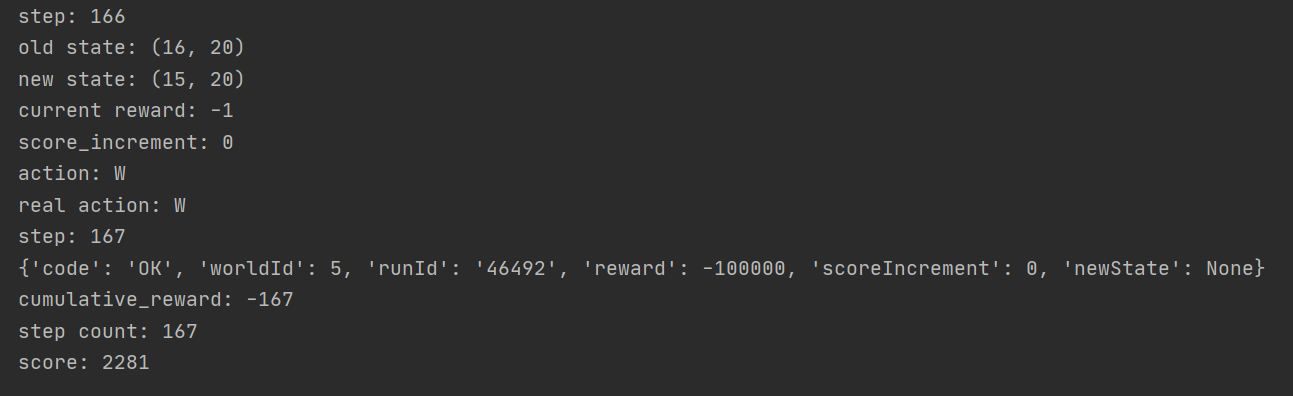 step: 166
old state: (16, 20)
new state: (15, 20)
current reward: -1
score_increment: 0
action: W
real action: W
step: 167
{'code': 'OK', 'worldId': 5, 'runId': '46492', 'reward': -100000, 'scoreIncrement': 0, 'newState': None}
cumulative_reward: -167
step count: 167
score: 2281